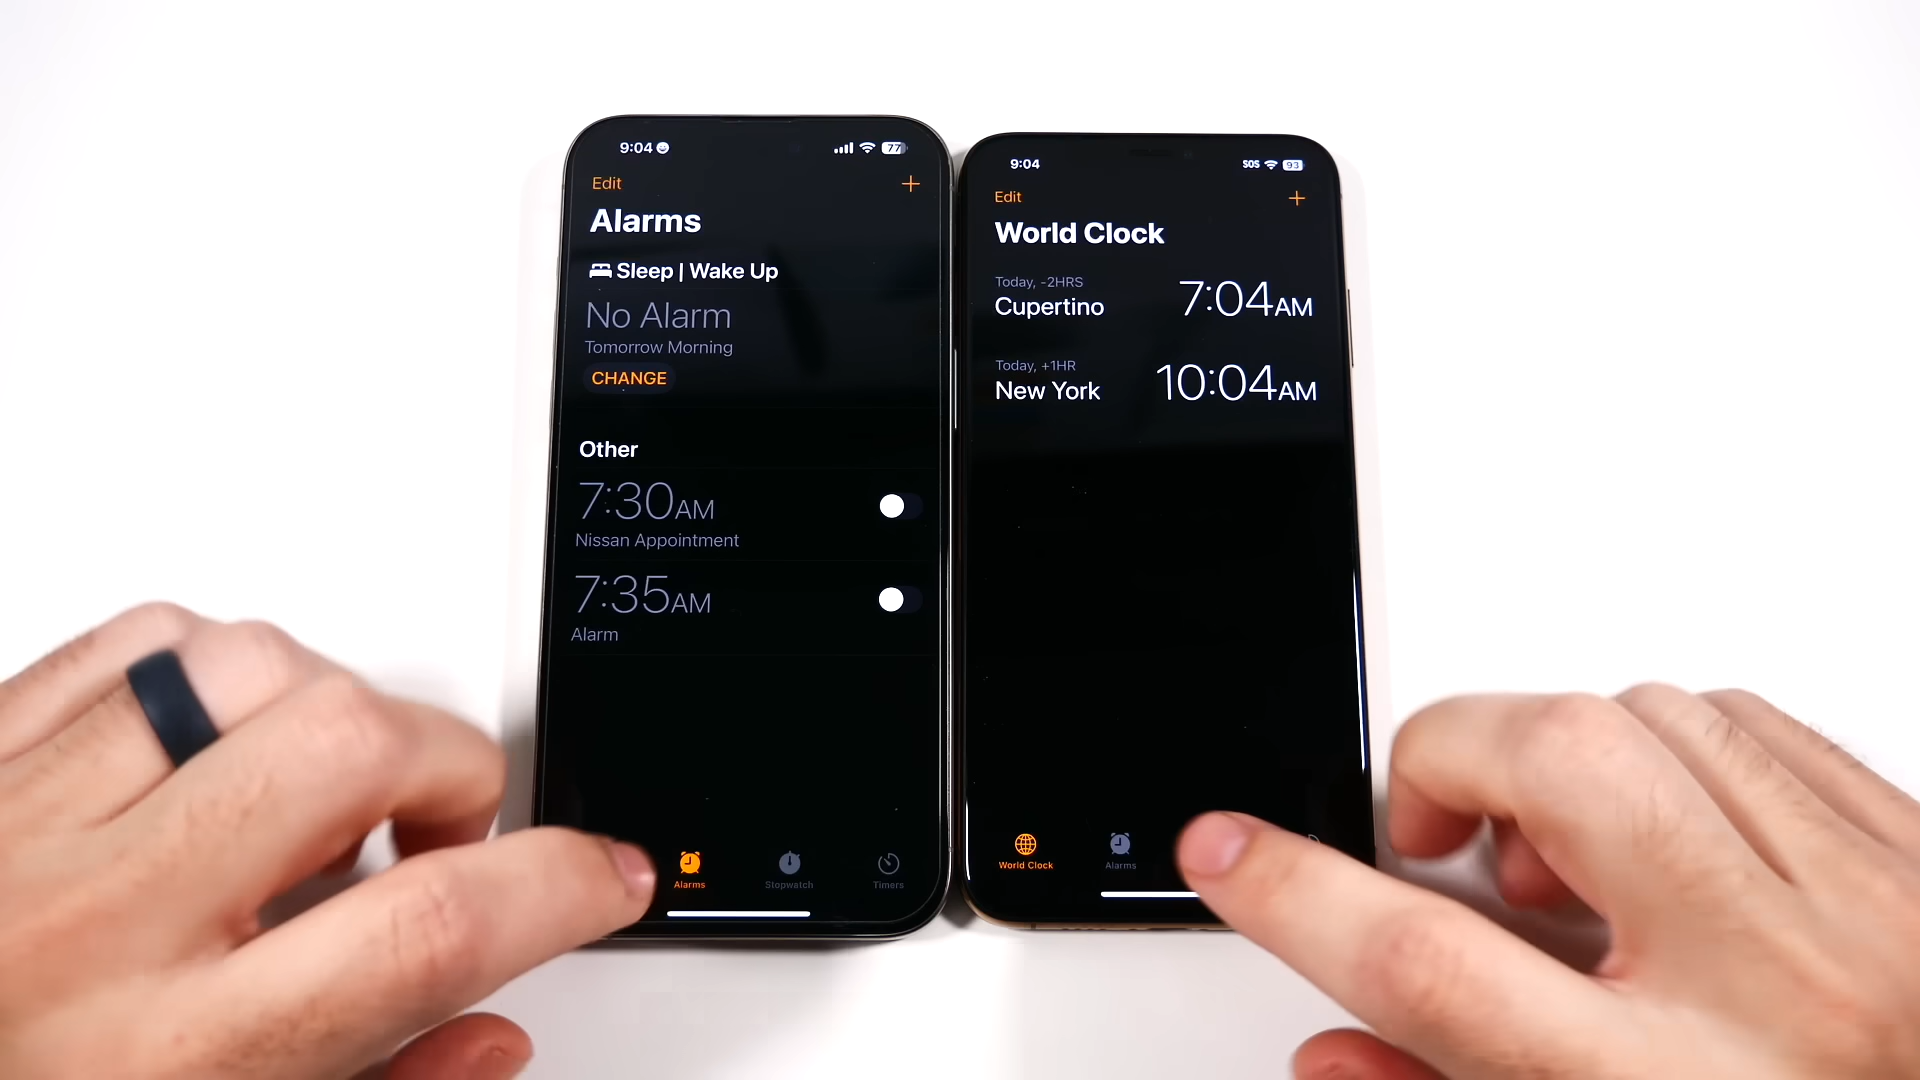 9:04
77
Edit
+
Alarms
Sleep | Wake Up
No Alarm
Tomorrow Morning
CHANGE
Other
7:30AM
Nissan Appointment
7:35AM
Alarm
Alarms
Stopwatch
Timers
9:04
SOS
93
Edit
+
World Clock
Today, -2HRS
Cupertino
7:04AM
Today, +1HR
New York
10:04AM
World Clock
Alarms